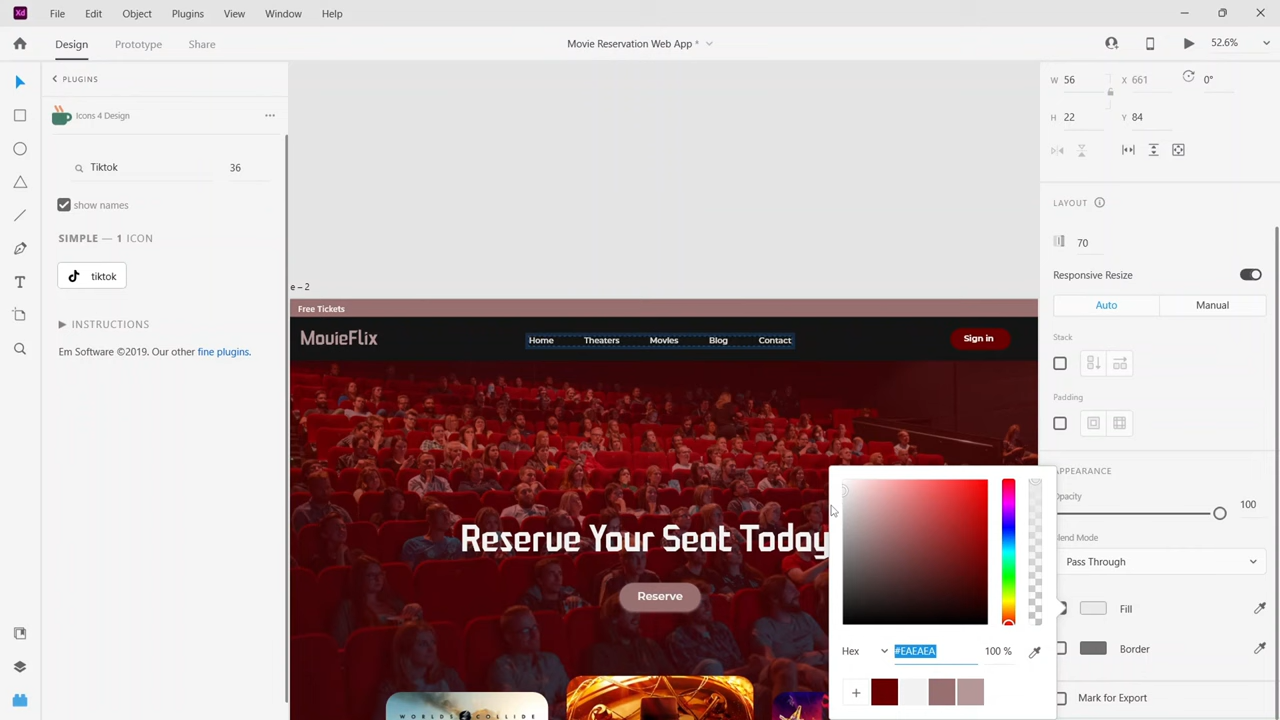 Xd File Edit Object Plugins View Window Help
Design Prototype Share Movie Reservation Web App * 52.6%
PLUGINS
Icons 4 Design
Tiktok 36
show names
SIMPLE — 1 ICON
tiktok
INSTRUCTIONS
Em Software ©2019. Our other fine plugins.
e – 2
Free Tickets
MovieFlix Home Theaters Movies Blog Contact Sign in
Reserve Your Seat Today
Reserve
WORLDS COLLIDE
Hex #EAEAEA 100 %
W 56 X 661 0°
H 22 Y 84
LAYOUT
70
Responsive Resize
Auto Manual
Stack
Padding
APPEARANCE
Opacity
100
Blend Mode
Pass Through
Fill
Border
Mark for Export